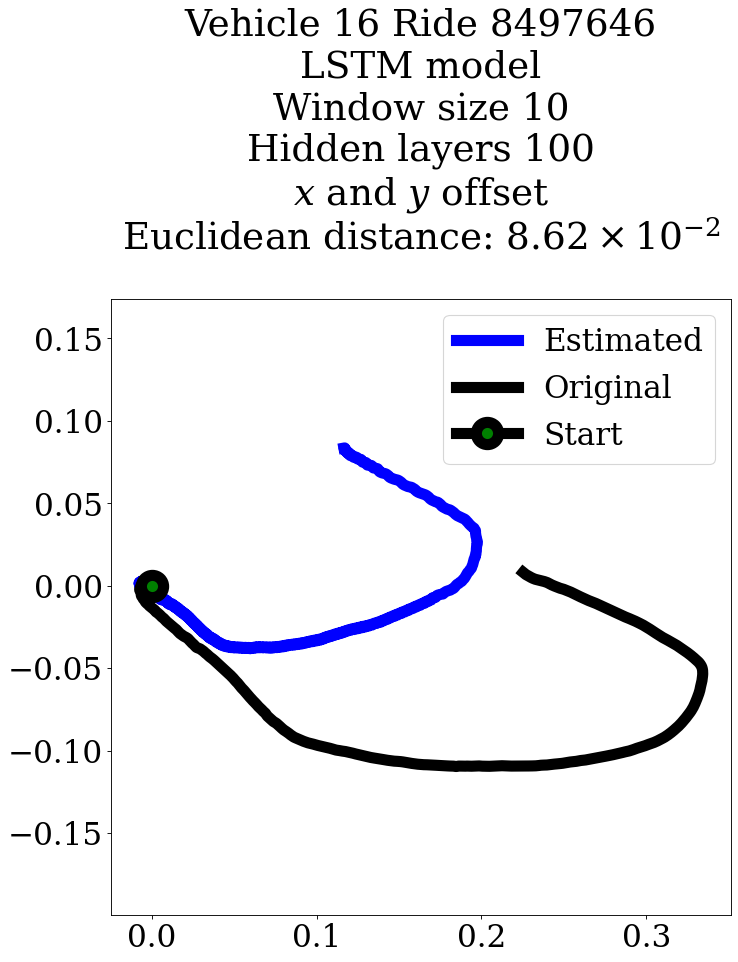 Vehicle 16 Ride 8497646
LSTM model
Window size 10
Hidden layers 100
x and y offset
Euclidean distance: 8.62 × 10⁻²
Estimated
Original
Start
0.15
0.10
0.05
0.00
−0.05
−0.10
−0.15
0.0 0.1 0.2 0.3